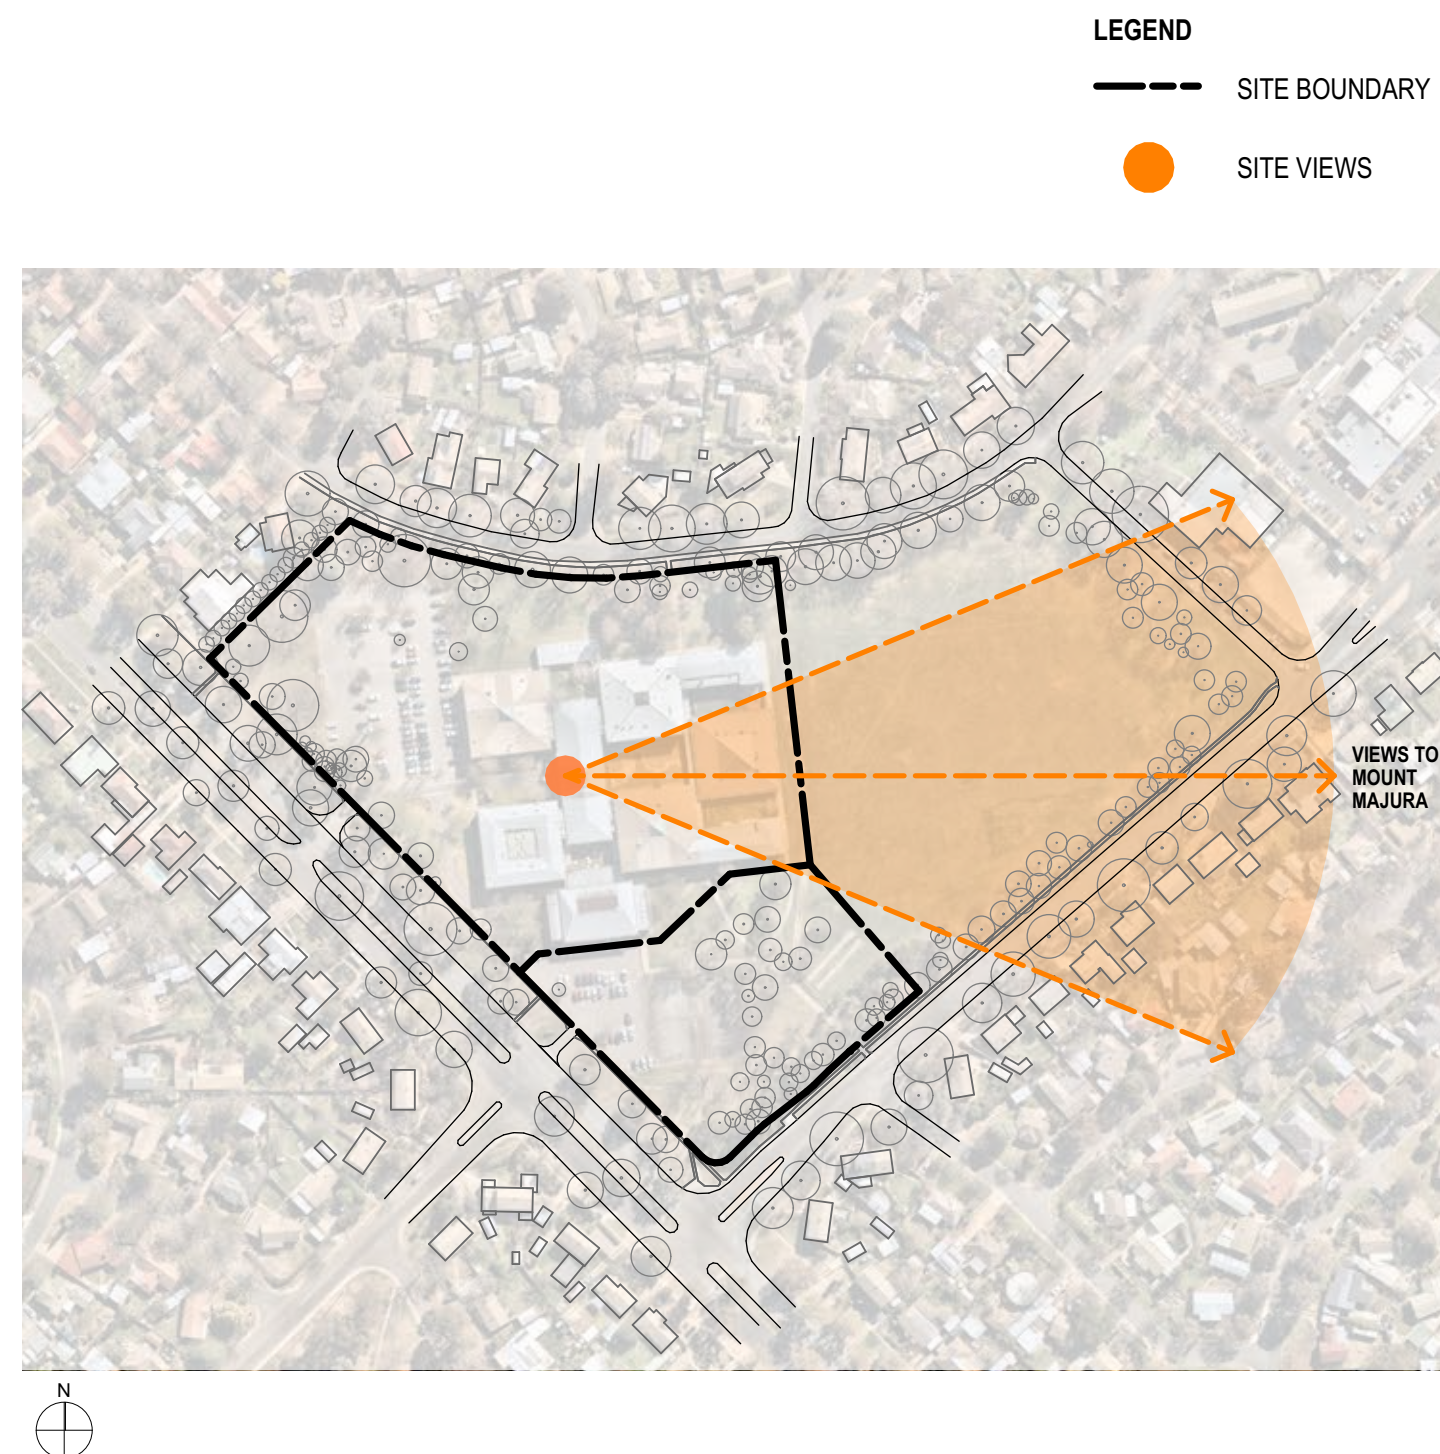 LEGEND
SITE BOUNDARY
SITE VIEWS
VIEWS TO
MOUNT
MAJURA
N